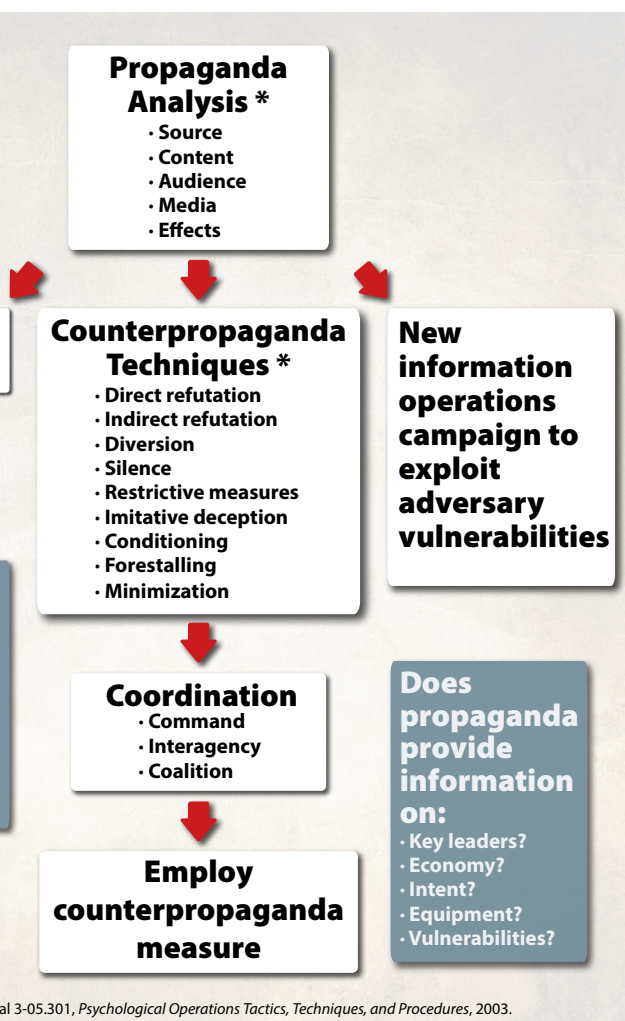 Propaganda
Analysis *
· Source
· Content
· Audience
· Media
· Effects
Counterpropaganda
Techniques *
· Direct refutation
· Indirect refutation
· Diversion
· Silence
· Restrictive measures
· Imitative deception
· Conditioning
· Forestalling
· Minimization
New
information
operations
campaign to
exploit
adversary
vulnerabilities
Coordination
· Command
· Interagency
· Coalition
Does
propaganda
provide
information
on:
· Key leaders?
· Economy?
· Intent?
· Equipment?
· Vulnerabilities?
Employ
counterpropaganda
measure
al 3-05.301, Psychological Operations Tactics, Techniques, and Procedures, 2003.